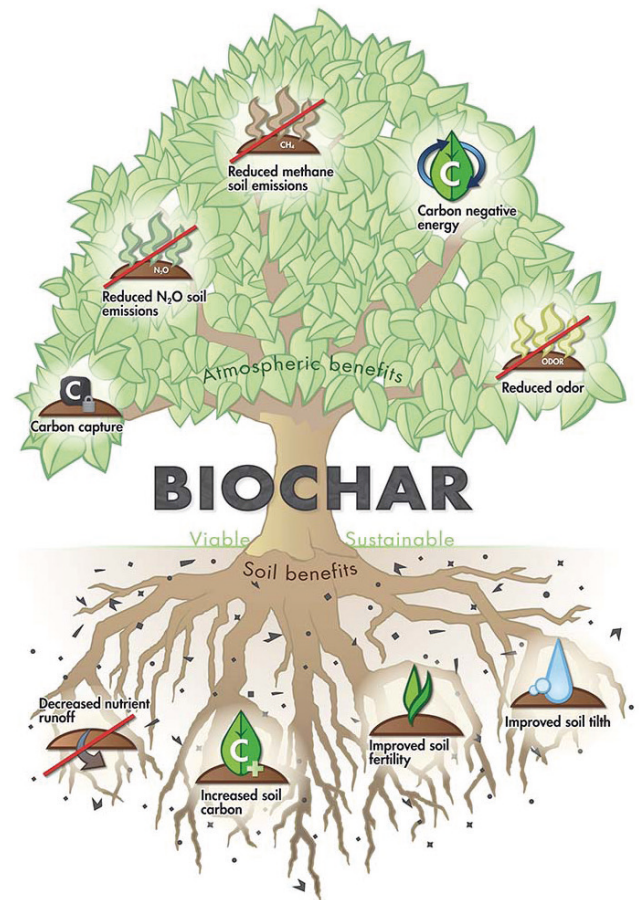 CH₄
Reduced methane
soil emissions
C
Carbon negative
energy
N₂O
Reduced N₂O soil
emissions
ODOR
Reduced odor
Atmospheric benefits
C
Carbon capture
BIOCHAR
Viable
Sustainable
Soil benefits
Decreased nutrient
runoff
C
Increased soil
carbon
Improved soil
fertility
Improved soil tilth